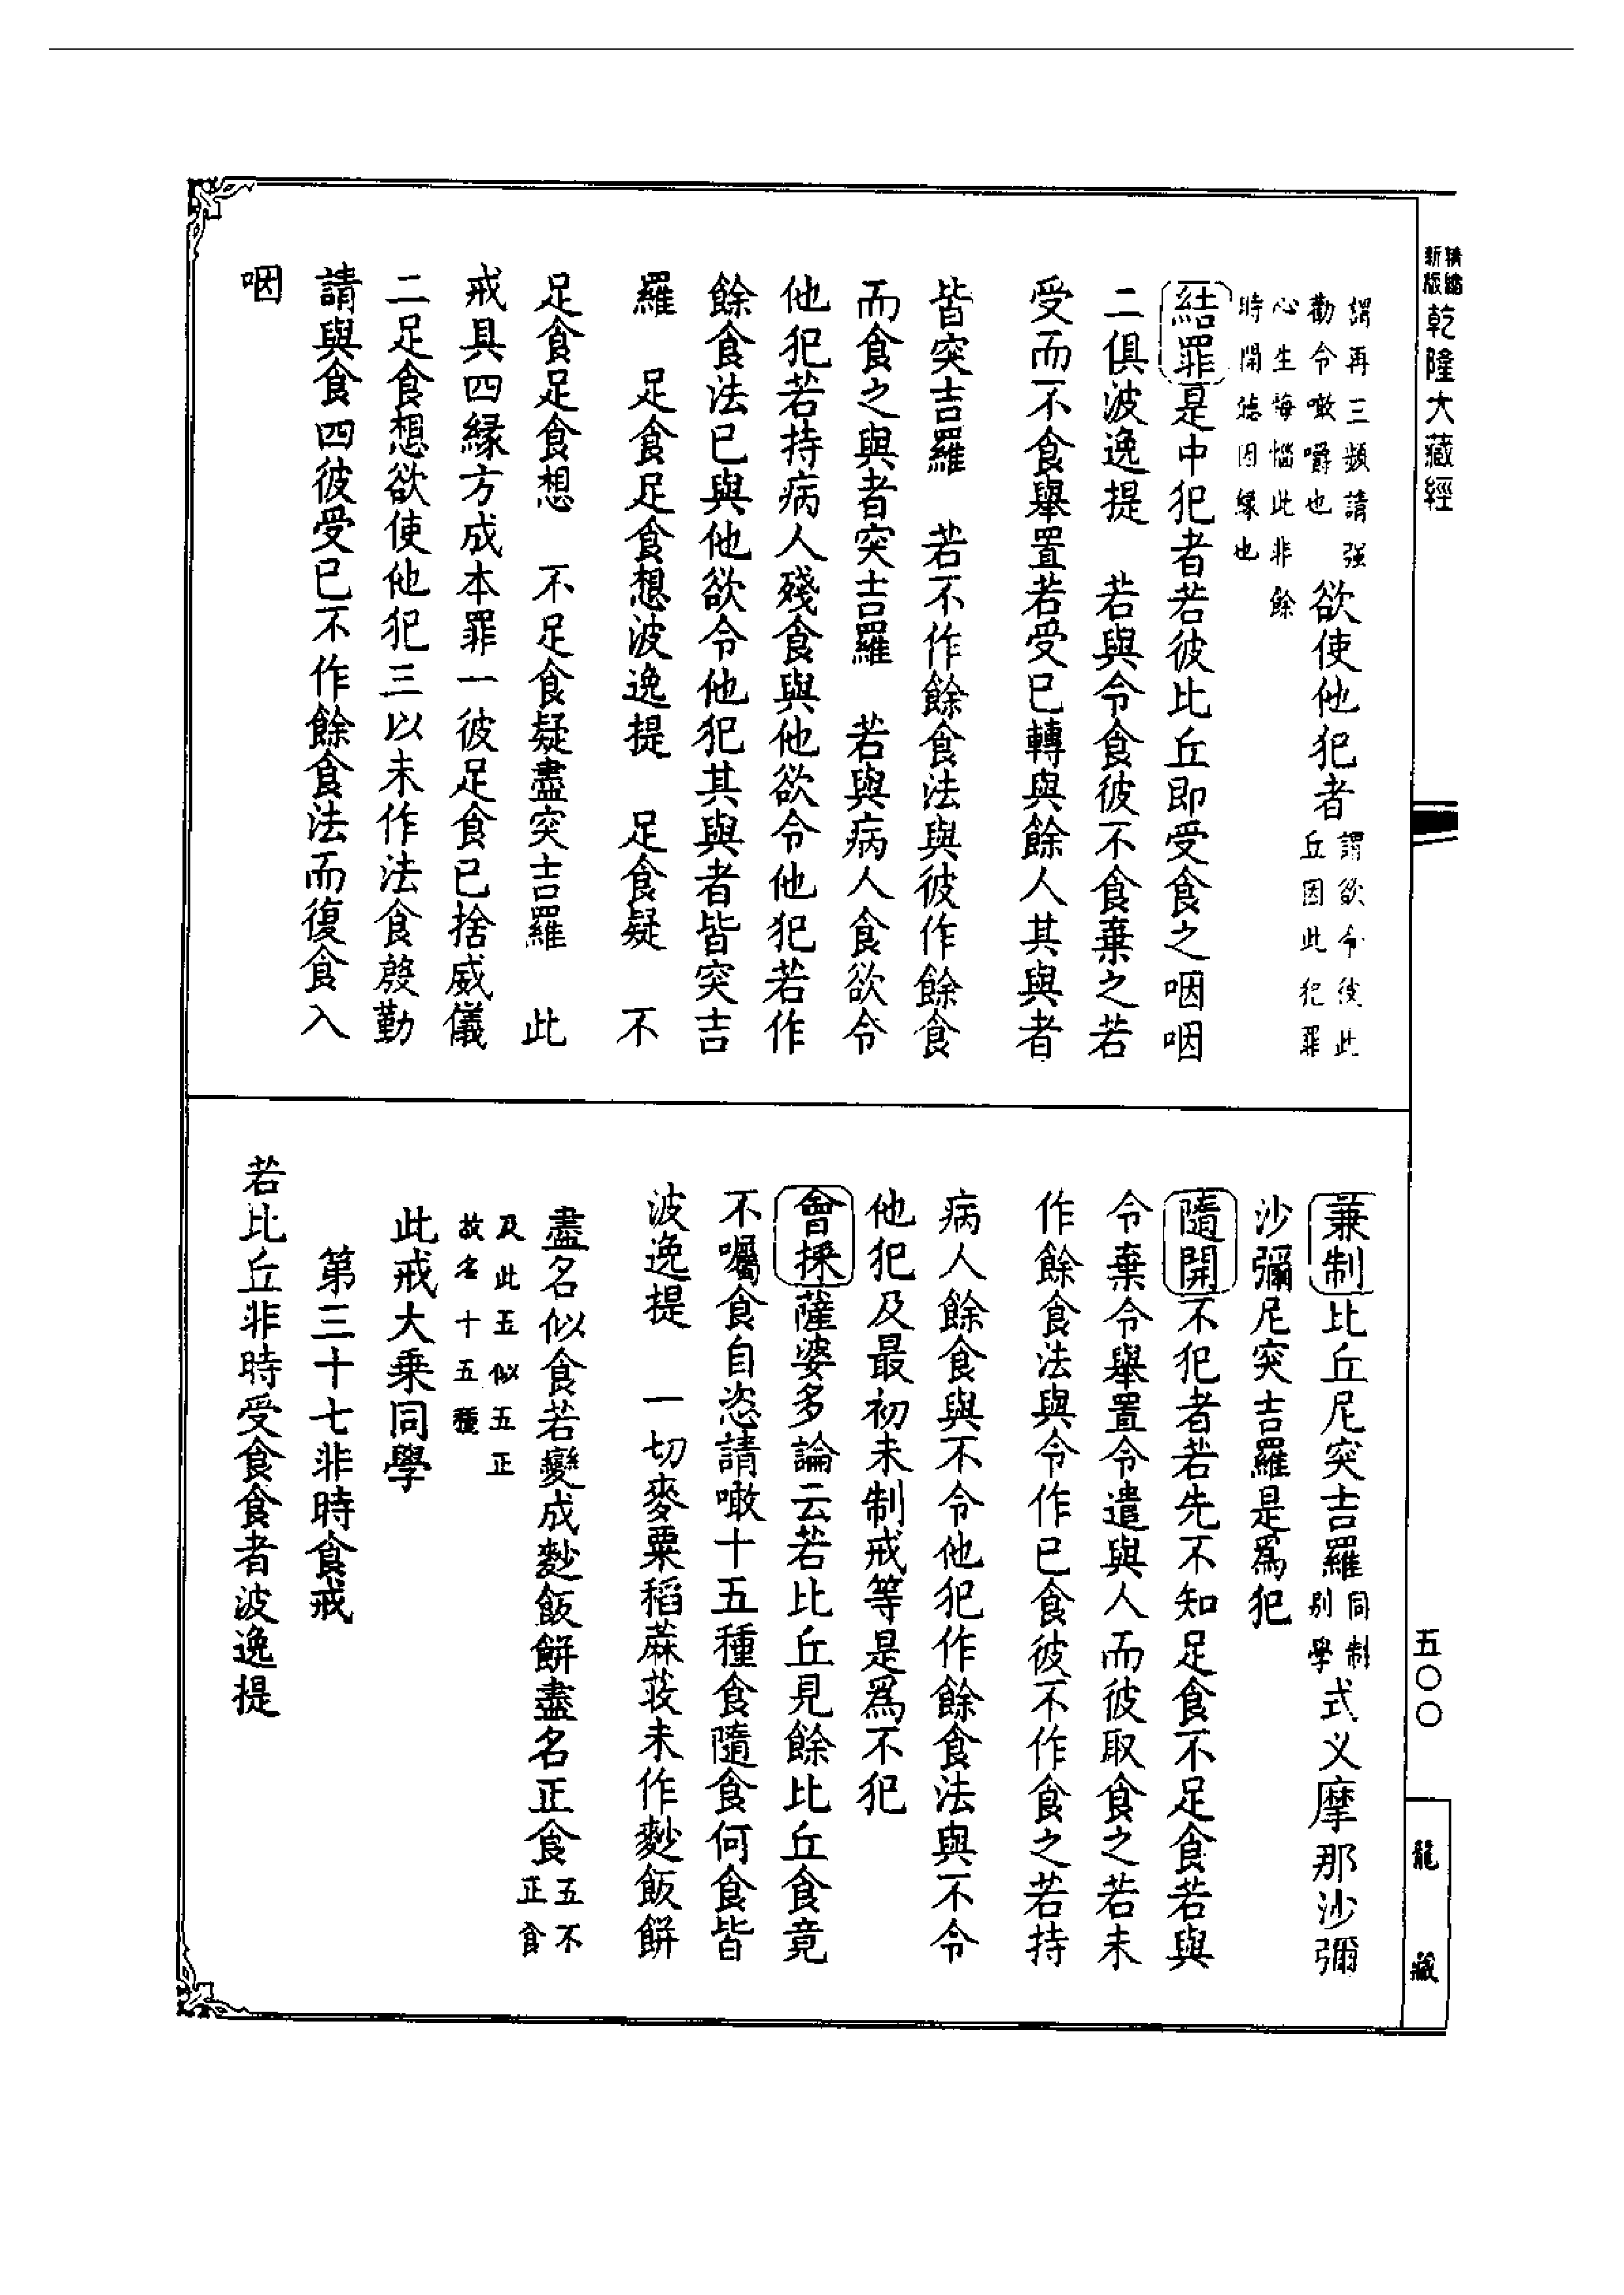 精縮新版乾隆大藏經
謂再三頻請强
勸令噉嚼也
欲使他犯者
謂欲令彼比
丘因此犯罪
心生悔惱此非餘
時開聽因緣也
結罪是中犯者若彼比丘即受食之咽咽
二俱波逸提　若與令食彼不食棄之若
受而不食舉置若受已轉與餘人其與者
皆突吉羅　若不作餘食法與彼作餘食
而食之與者突吉羅　若與病人食欲令
他犯若持病人殘食與他欲令他犯若作
餘食法已與他欲令他犯其與者皆突吉
羅　足食足食想波逸提　足食疑　不
足食足食想　不足食疑盡突吉羅　此
戒具四緣方成本罪一彼足食已捨威儀
二足食想欲使他犯三以未作法食慇勤
請與食四彼受已不作餘食法而復食入
咽
兼制比丘尼突吉羅
同制
別學
式义摩那沙彌
沙彌尼突吉羅是爲犯
隨開不犯者若先不知足食不足食若與
令棄令舉置令遣與人而彼取食之若未
作餘食法與令作已食彼不作食之若持
病人餘食與不令他犯作餘食法與不令
他犯及最初未制戒等是爲不犯
會採薩婆多論云若比丘見餘比丘食竟
不囑食自恣請噉十五種食隨食何食皆
波逸提　一切麥粟稻蔴莜未作麨飯餅
盡名似食若變成麨飯餅盡名正食
五不
正食
及此五似五正
故名十五種
此戒大乘同學
第三十七非時食戒
若比丘非時受食食者波逸提
五〇〇
龍藏